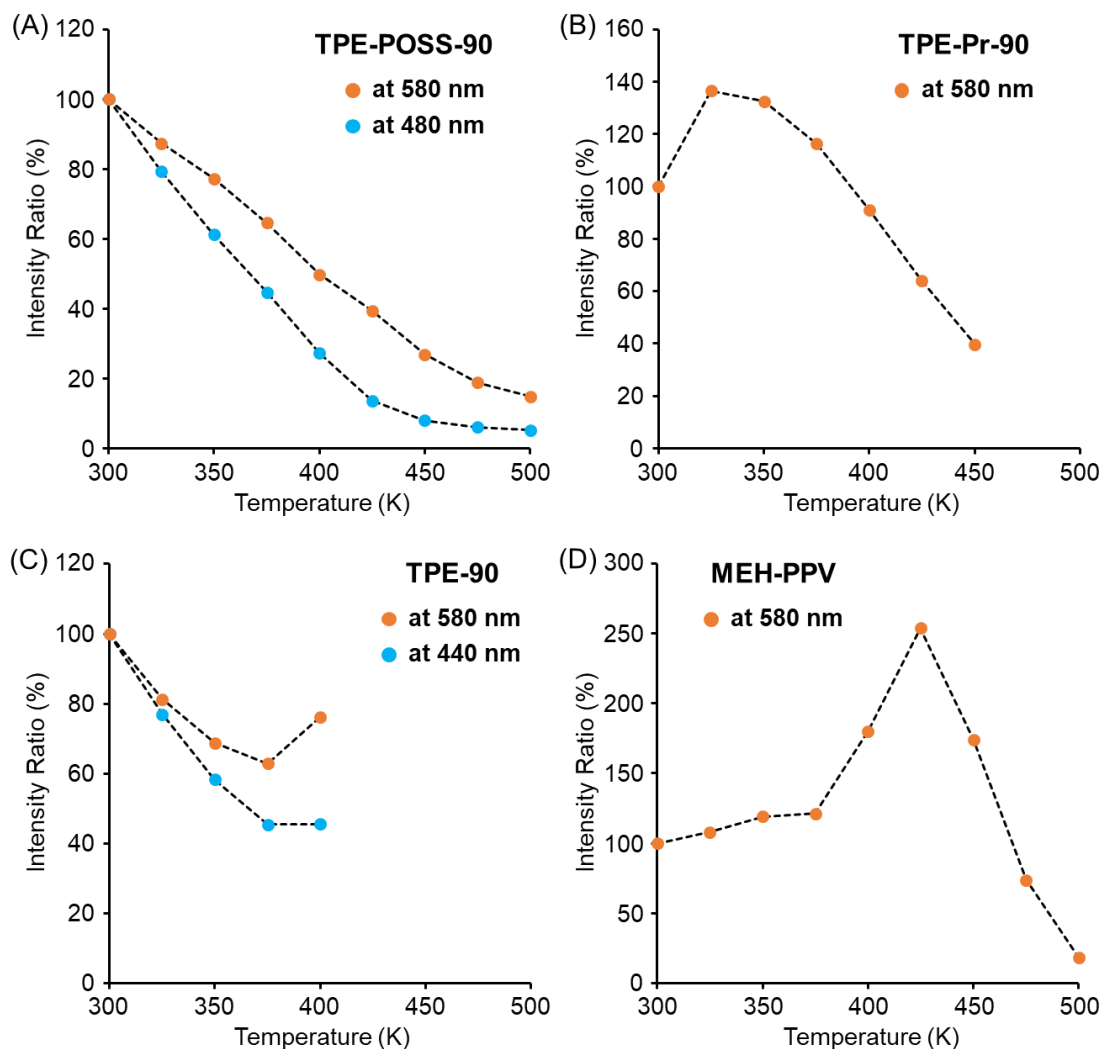 (A)
TPE-POSS-90
at 580 nm
at 480 nm
Intensity Ratio (%)
120
100
80
60
40
20
0
300
350
400
450
500
Temperature (K)
(B)
TPE-Pr-90
at 580 nm
Intensity Ratio (%)
160
140
120
100
80
60
40
20
0
300
350
400
450
500
Temperature (K)
(C)
TPE-90
at 580 nm
at 440 nm
Intensity Ratio (%)
120
100
80
60
40
20
0
300
350
400
450
500
Temperature (K)
(D)
MEH-PPV
at 580 nm
Intensity Ratio (%)
300
250
200
150
100
50
0
300
350
400
450
500
Temperature (K)